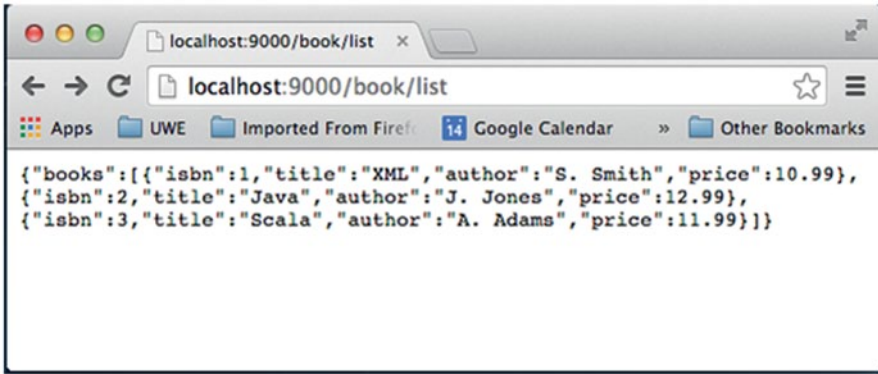 localhost:9000/book/list ×
localhost:9000/book/list
Apps UWE Imported From Firefo 14 Google Calendar » Other Bookmarks
{"books":[{"isbn":1,"title":"XML","author":"S. Smith","price":10.99},
{"isbn":2,"title":"Java","author":"J. Jones","price":12.99},
{"isbn":3,"title":"Scala","author":"A. Adams","price":11.99}]}